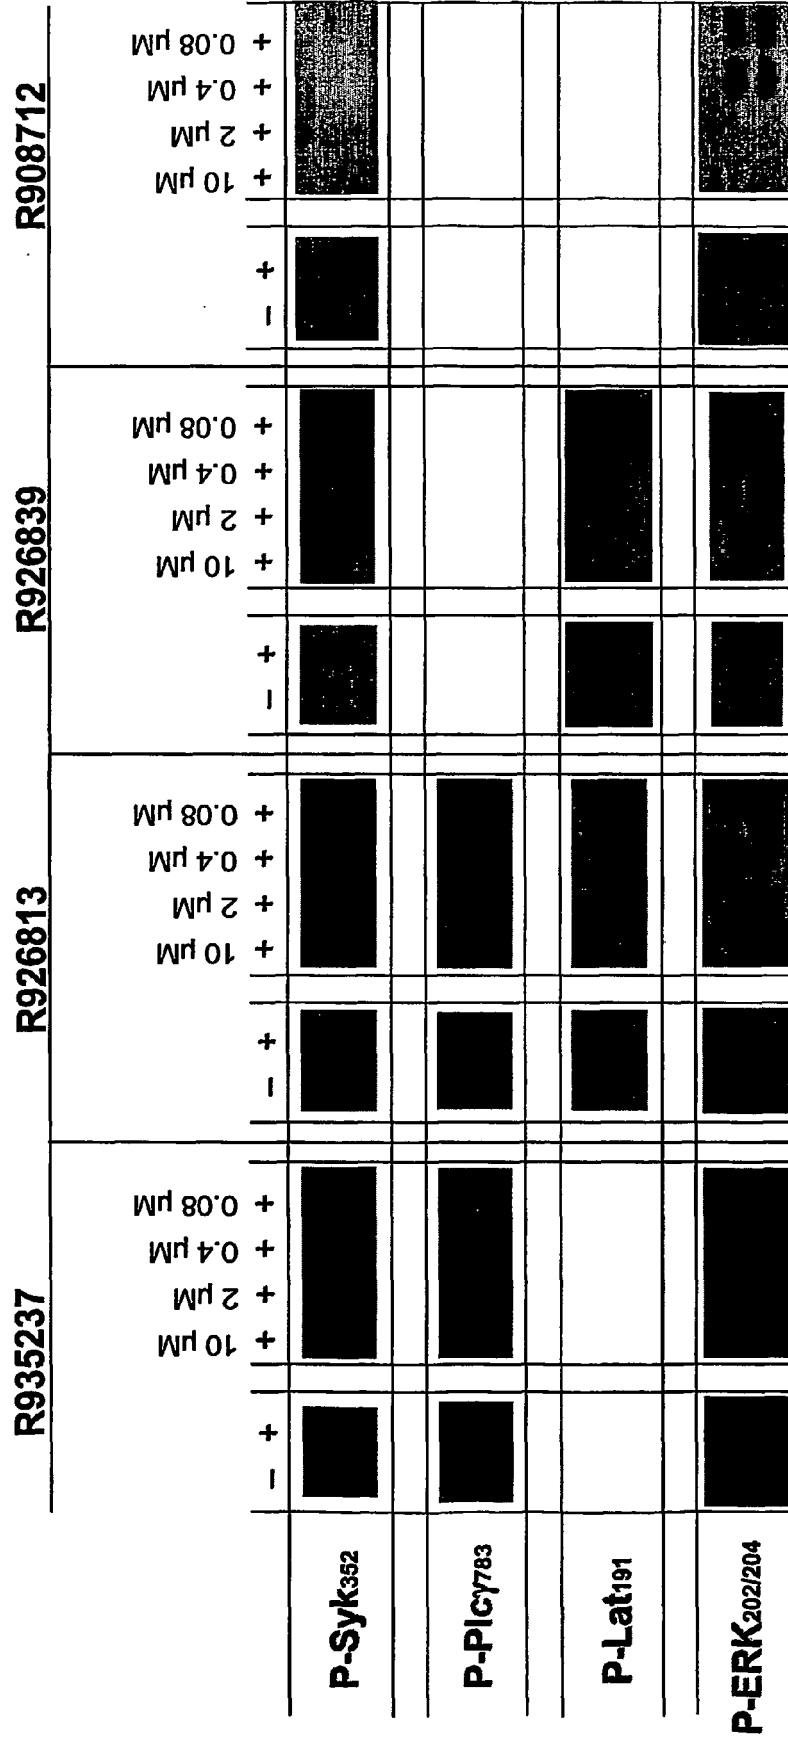 R935237 R926813 R926839 R908712
10 µM 2 µM 0.4 µM 0.08 µM 10 µM 2 µM 0.4 µM 0.08 µM 10 µM 2 µM 0.4 µM 0.08 µM 10 µM 2 µM 0.4 µM 0.08 µM
− + + + + + − + + + + + − + + + + + − + + + + +
P-Syk352
P-Plcγ783
P-Lat191
P-ERK202/204